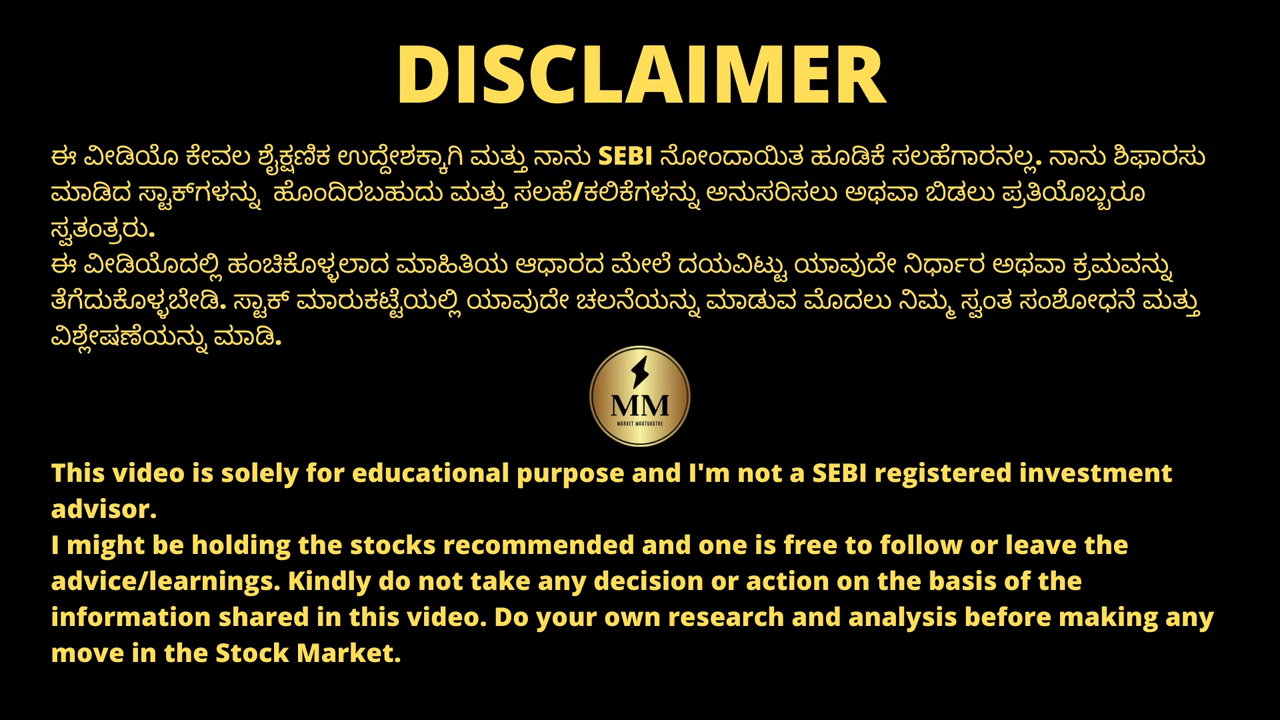 DISCLAIMER
ಈ ವೀಡಿಯೊ ಕೇವಲ ಶೈಕ್ಷಣಿಕ ಉದ್ದೇಶಕ್ಕಾಗಿ ಮತ್ತು ನಾನು SEBI ನೋಂದಾಯಿತ ಹೂಡಿಕೆ ಸಲಹೆಗಾರನಲ್ಲ. ನಾನು ಶಿಫಾರಸು
ಮಾಡಿದ ಸ್ಟಾಕ್‌ಗಳನ್ನು ಹೊಂದಿರಬಹುದು ಮತ್ತು ಸಲಹೆ/ಕಲಿಕೆಗಳನ್ನು ಅನುಸರಿಸಲು ಅಥವಾ ಬಿಡಲು ಪ್ರತಿಯೊಬ್ಬರೂ
ಸ್ವತಂತ್ರರು.
ಈ ವೀಡಿಯೊದಲ್ಲಿ ಹಂಚಿಕೊಳ್ಳಲಾದ ಮಾಹಿತಿಯ ಆಧಾರದ ಮೇಲೆ ದಯವಿಟ್ಟು ಯಾವುದೇ ನಿರ್ಧಾರ ಅಥವಾ ಕ್ರಮವನ್ನು
ತೆಗೆದುಕೊಳ್ಳಬೇಡಿ. ಸ್ಟಾಕ್ ಮಾರುಕಟ್ಟೆಯಲ್ಲಿ ಯಾವುದೇ ಚಲನೆಯನ್ನು ಮಾಡುವ ಮೊದಲು ನಿಮ್ಮ ಸ್ವಂತ ಸಂಶೋಧನೆ ಮತ್ತು
ವಿಶ್ಲೇಷಣೆಯನ್ನು ಮಾಡಿ.
MM
MARKET MAATUKATHE
This video is solely for educational purpose and I'm not a SEBI registered investment
advisor.
I might be holding the stocks recommended and one is free to follow or leave the
advice/learnings. Kindly do not take any decision or action on the basis of the
information shared in this video. Do your own research and analysis before making any
move in the Stock Market.